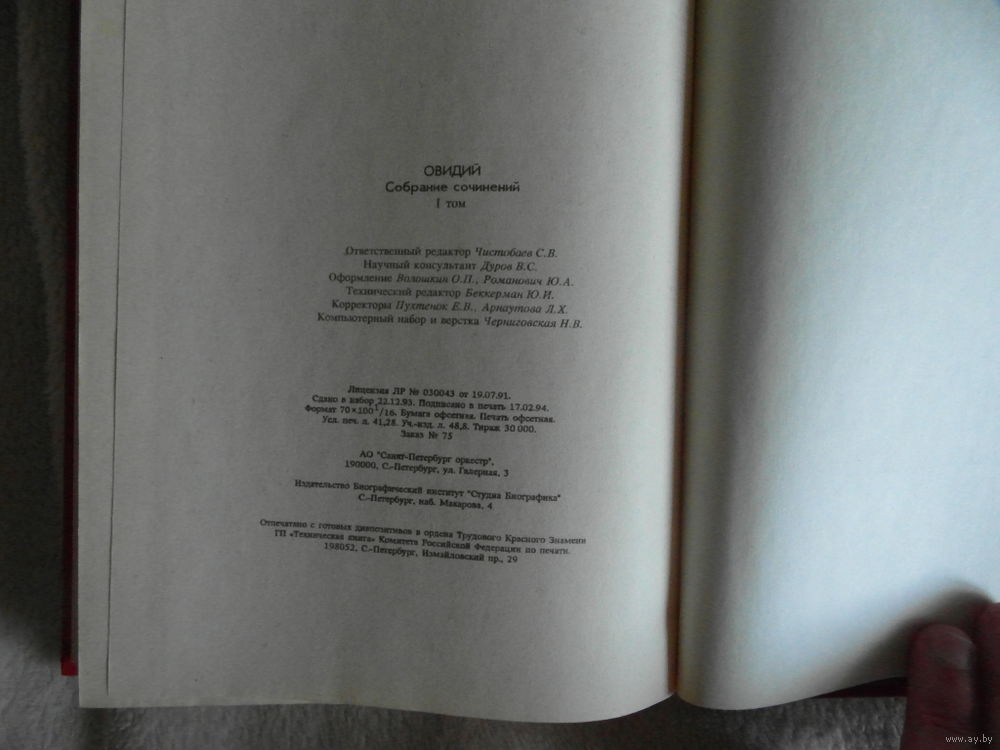 ОВИДИЙ
Собрание сочинений
I том
Ответственный редактор Чистобаев С.В.
Научный консультант Дуров В.С.
Оформление Волошкин О.П., Романович Ю.А.
Технический редактор Беккерман Ю.И.
Корректоры Пухтенок Е.В., Арнаутова Л.Х.
Компьютерный набор и верстка Черниговская Н.В.
Лицензия ЛР № 030043 от 19.07.91.
Сдано в набор 22.12.93. Подписано в печать 17.02.94.
Формат 70×100 1/16. Бумага офсетная. Печать офсетная.
Усл. печ. л. 41,28. Уч.-изд. л. 48,8. Тираж 30 000.
Заказ № 75
АО "Санкт-Петербург оркестр",
190000, С.-Петербург, ул. Галерная, 3
Издательство Биографический институт "Студиа Биографика"
С.-Петербург, наб. Макарова, 4
Отпечатано с готовых диапозитивов в ордена Трудового Красного Знамени
ГП «Техническая книга» Комитета Российской Федерации по печати.
198052, С.-Петербург, Измайловский пр., 29
www.ay.by